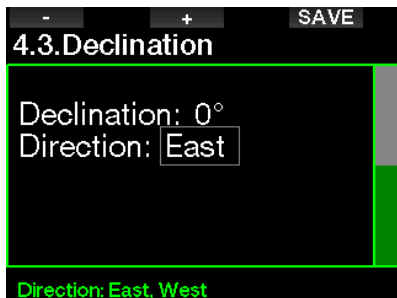 - + SAVE
4.3.Declination
Declination: 0°
Direction: East
Direction: East, West